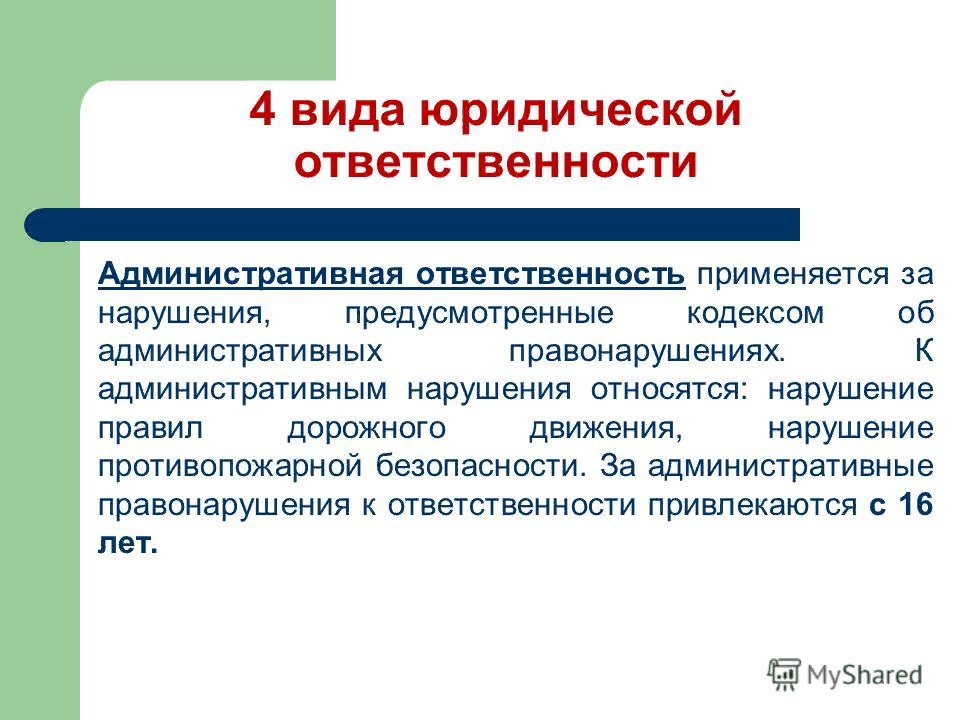 4 вида юридической
ответственности
Административная ответственность применяется за
нарушения, предусмотренные кодексом об
административных правонарушениях. К
административным нарушения относятся: нарушение
правил дорожного движения, нарушение
противопожарной безопасности. За административные
правонарушения к ответственности привлекаются с 16
лет.
MyShared